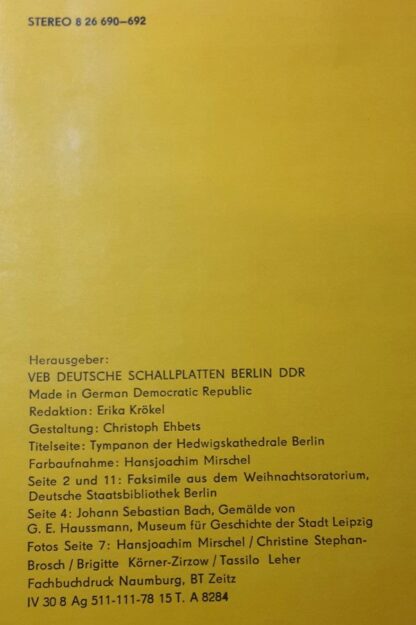 STEREO 8 26 690–692
Herausgeber:
VEB DEUTSCHE SCHALLPLATTEN BERLIN DDR
Made in German Democratic Republic
Redaktion: Erika Krökel
Gestaltung: Christoph Ehbets
Titelseite: Tympanon der Hedwigskathedrale Berlin
Farbaufnahme: Hansjoachim Mirschel
Seite 2 und 11: Faksimile aus dem Weihnachtsoratorium,
Deutsche Staatsbibliothek Berlin
Seite 4: Johann Sebastian Bach, Gemälde von
G. E. Haussmann, Museum für Geschichte der Stadt Leipzig
Fotos Seite 7: Hansjoachim Mirschel / Christine Stephan-
Brosch / Brigitte Körner-Zirzow / Tassilo Leher
Fachbuchdruck Naumburg, BT Zeitz
IV 30 8 Ag 511-111-78 15 T. A 8284